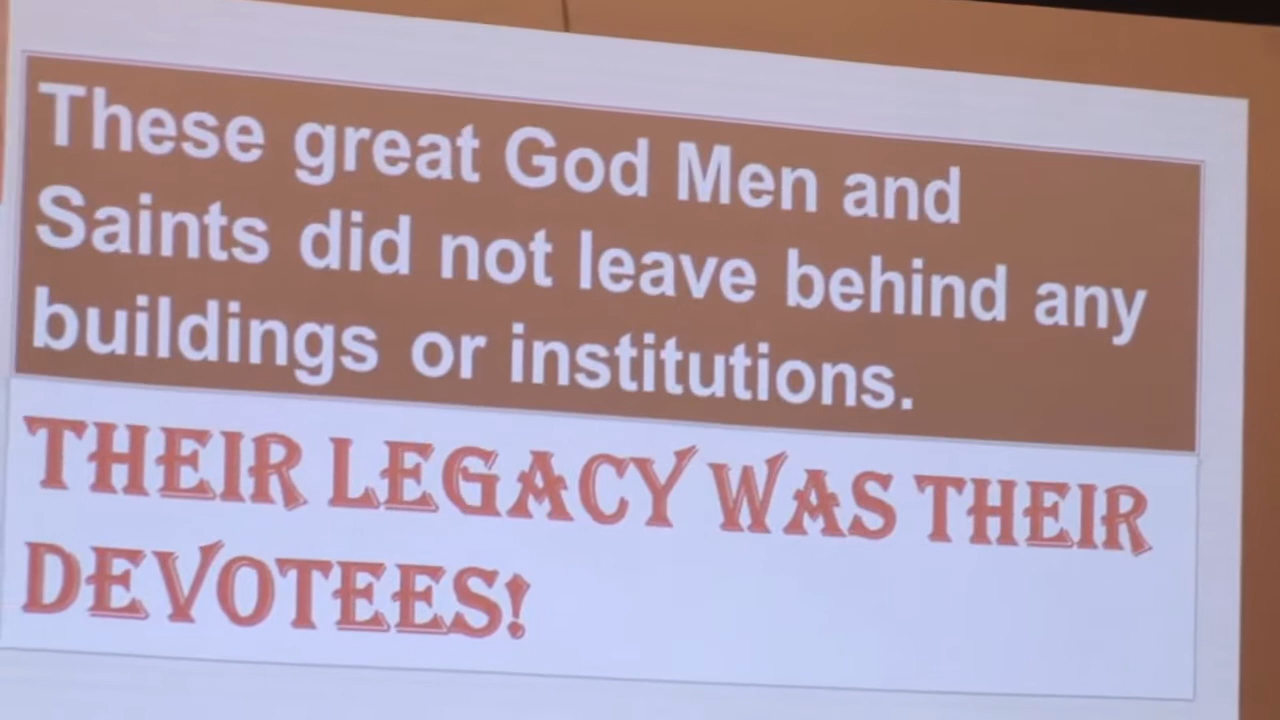 These great God Men and
Saints did not leave behind any
buildings or institutions.
THEIR LEGACY WAS THEIR
DEVOTEES!